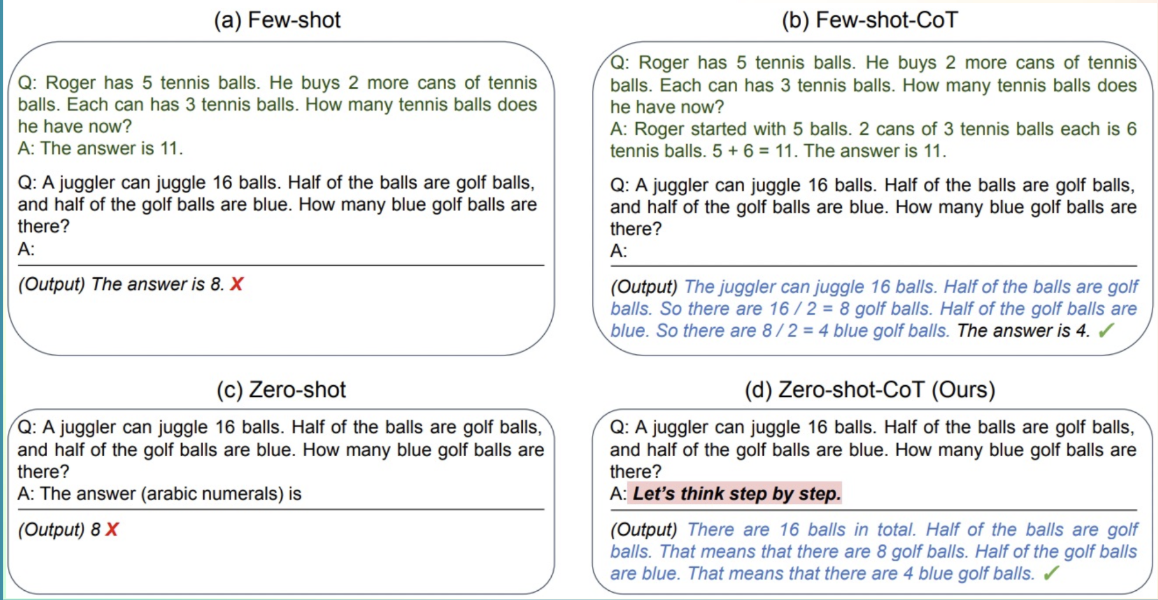 (a) Few-shot
Q: Roger has 5 tennis balls. He buys 2 more cans of tennis
balls. Each can has 3 tennis balls. How many tennis balls does
he have now?
A: The answer is 11.
Q: A juggler can juggle 16 balls. Half of the balls are golf balls,
and half of the golf balls are blue. How many blue golf balls are
there?
A:
(Output) The answer is 8. X
(b) Few-shot-CoT
Q: Roger has 5 tennis balls. He buys 2 more cans of tennis
balls. Each can has 3 tennis balls. How many tennis balls does
he have now?
A: Roger started with 5 balls. 2 cans of 3 tennis balls each is 6
tennis balls. 5 + 6 = 11. The answer is 11.
Q: A juggler can juggle 16 balls. Half of the balls are golf balls,
and half of the golf balls are blue. How many blue golf balls are
there?
A:
(Output) The juggler can juggle 16 balls. Half of the balls are golf
balls. So there are 16 / 2 = 8 golf balls. Half of the golf balls are
blue. So there are 8 / 2 = 4 blue golf balls. The answer is 4. ✓
(c) Zero-shot
Q: A juggler can juggle 16 balls. Half of the balls are golf balls,
and half of the golf balls are blue. How many blue golf balls are
there?
A: The answer (arabic numerals) is
(Output) 8 X
(d) Zero-shot-CoT (Ours)
Q: A juggler can juggle 16 balls. Half of the balls are golf balls,
and half of the golf balls are blue. How many blue golf balls are
there?
A: Let's think step by step.
(Output) There are 16 balls in total. Half of the balls are golf
balls. That means that there are 8 golf balls. Half of the golf balls
are blue. That means that there are 4 blue golf balls. ✓